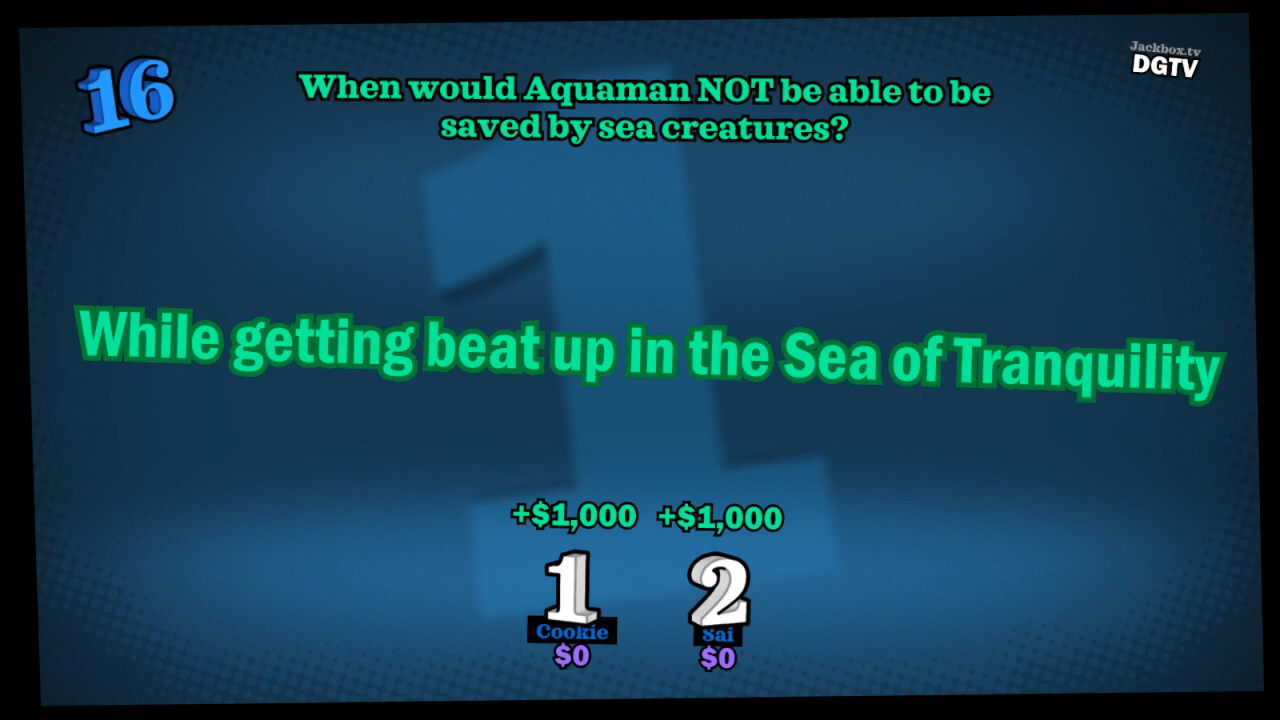 16
When would Aquaman NOT be able to be
saved by sea creatures?
Jackbox.tv
DGTV
1
While getting beat up in the Sea of Tranquility
+$1,000 +$1,000
1 2
Cookie Sai
$0 $0